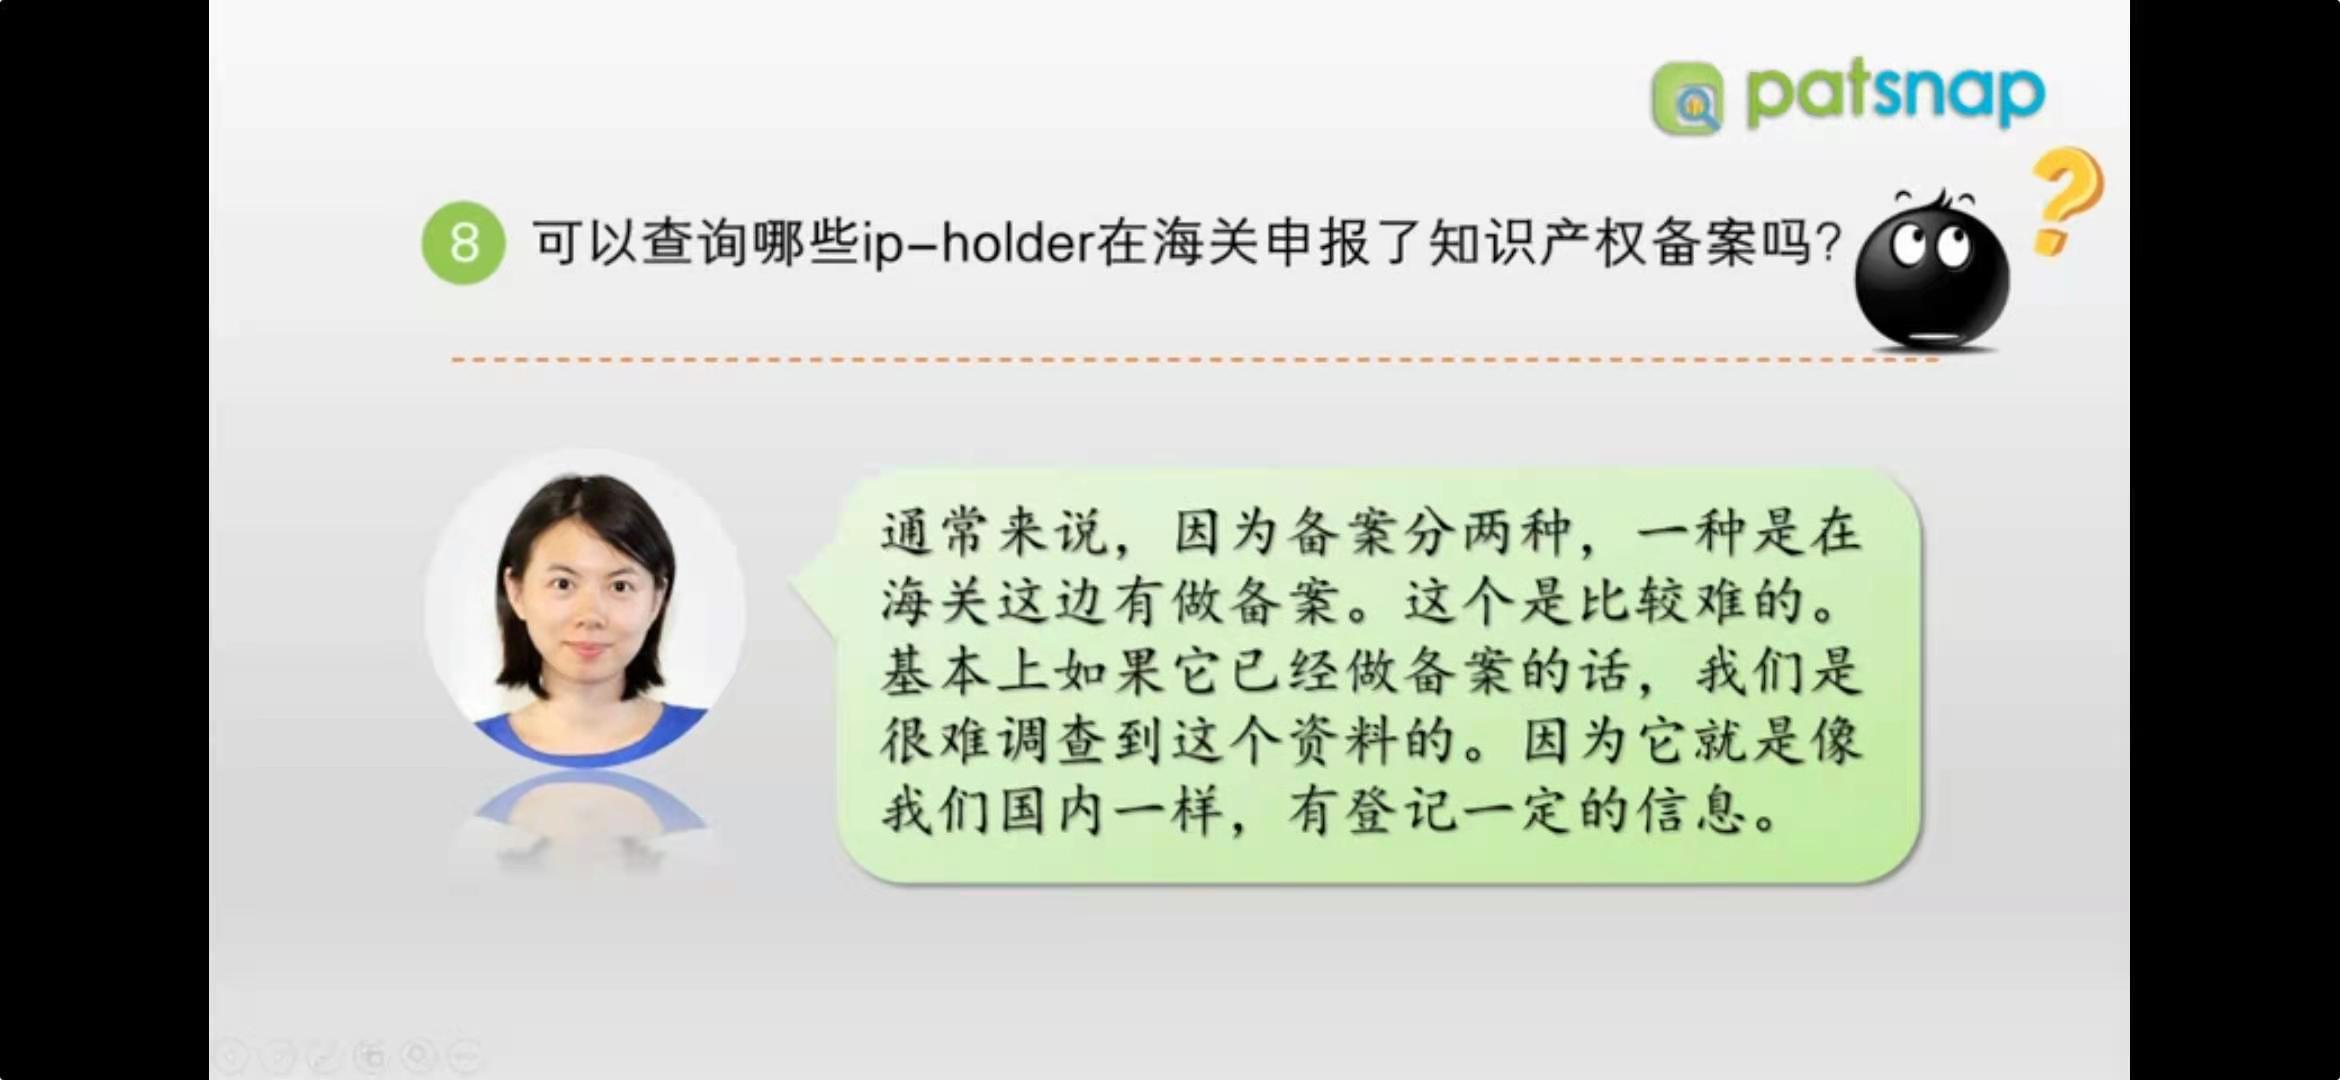 patsnap
8 可以查询哪些ip-holder在海关申报了知识产权备案吗?
通常来说，因为备案分两种，一种是在
海关这边有做备案。这个是比较难的。
基本上如果它已经做备案的话，我们是
很难调查到这个资料的。因为它就是像
我们国内一样，有登记一定的信息。